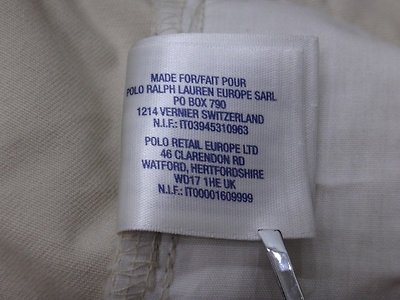 MADE FOR/FAIT POUR
POLO RALPH LAUREN EUROPE SARL
PO BOX 790
1214 VERNIER SWITZERLAND
N.I.F.: IT03945310963
POLO RETAIL EUROPE LTD
46 CLARENDON RD
WATFORD, HERTFORDSHIRE
WD17 1HE UK
N.I.F.: IT00001609999